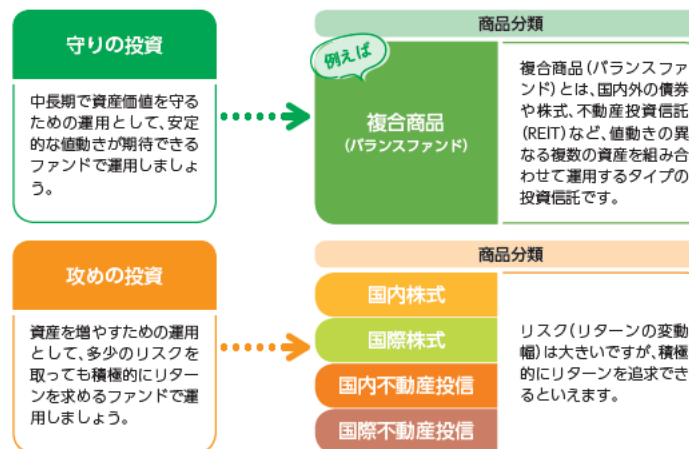 守りの投資
中長期で資産価値を守る
ための運用として、安定
的な値動きが期待できる
ファンドで運用しましょ
う。
商品分類
例えば
複合商品
(バランスファンド)
複合商品(バランスファ
ンド)とは、国内外の債券
や株式、不動産投資信託
(REIT)など、値動きの異
なる複数の資産を組み合
わせて運用するタイプの
投資信託です。
攻めの投資
資産を増やすための運用
として、多少のリスクを
取っても積極的にリター
ンを求めるファンドで運
用しましょう。
商品分類
国内株式
国際株式
国内不動産投信
国際不動産投信
リスク(リターンの変動
幅)は大きいですが、積極
的にリターンを追求でき
るといえます。